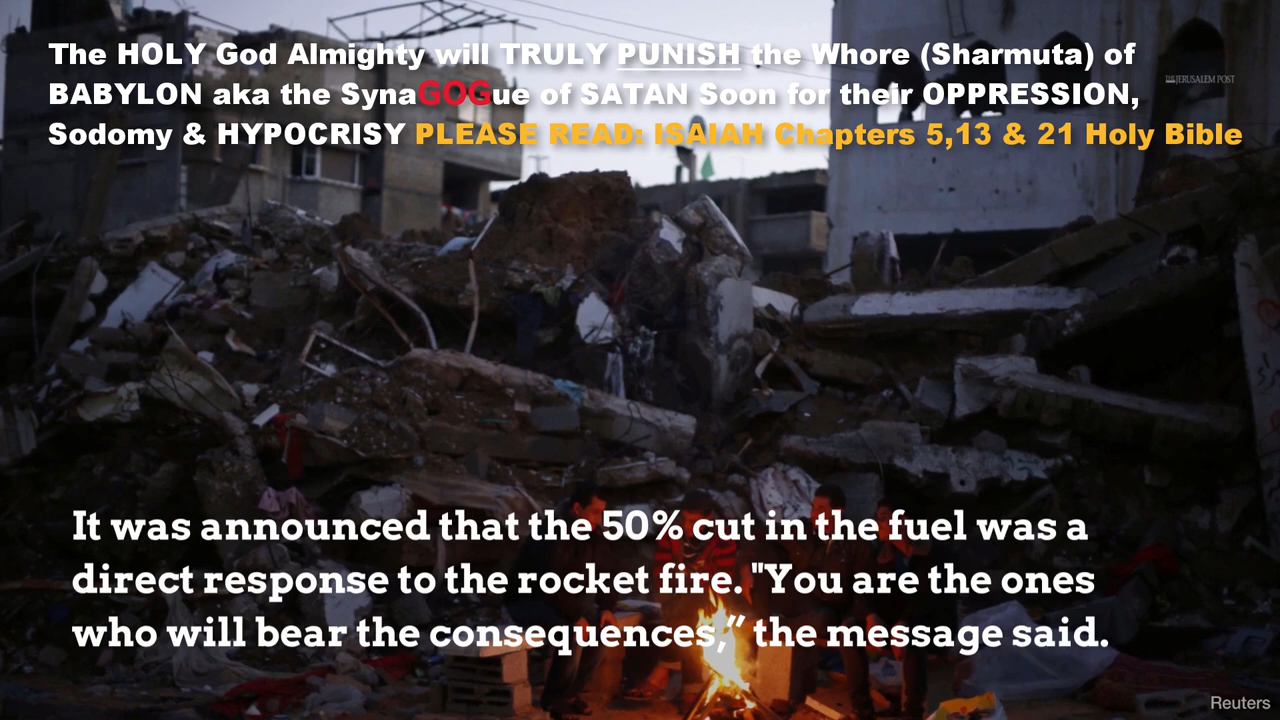 The HOLY God Almighty will TRULY PUNISH the Whore (Sharmuta) of
BABYLON aka the SynaGOGue of SATAN Soon for their OPPRESSION,
THE JERUSALEM POST
Sodomy & HYPOCRISY PLEASE READ: ISAIAH Chapters 5,13 & 21 Holy Bible
It was announced that the 50% cut in the fuel was a
direct response to the rocket fire. "You are the ones
who will bear the consequences,” the message said.
Reuters